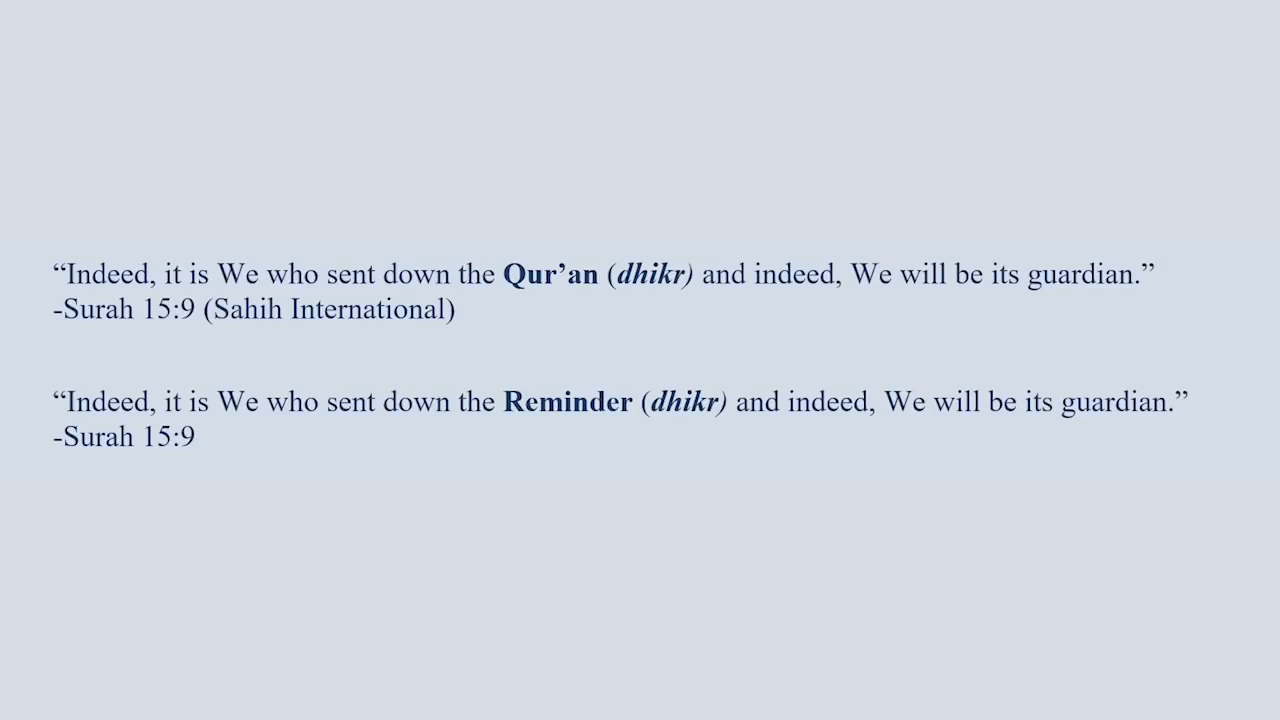 “Indeed, it is We who sent down the Qur’an (dhikr) and indeed, We will be its guardian.”
-Surah 15:9 (Sahih International)
“Indeed, it is We who sent down the Reminder (dhikr) and indeed, We will be its guardian.”
-Surah 15:9